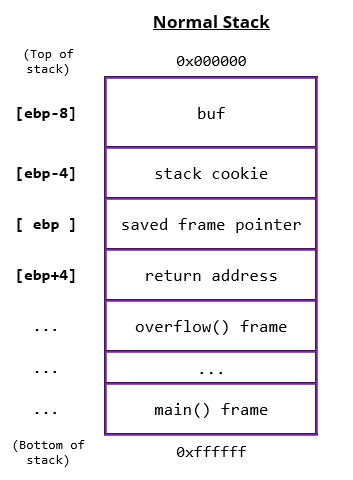 Normal Stack
(Top of
stack)
0x000000
[ebp-8]
buf
[ebp-4]
stack cookie
[ ebp ]
saved frame pointer
[ebp+4]
return address
...
overflow() frame
...
...
...
main() frame
(Bottom of
stack)
0xffffff